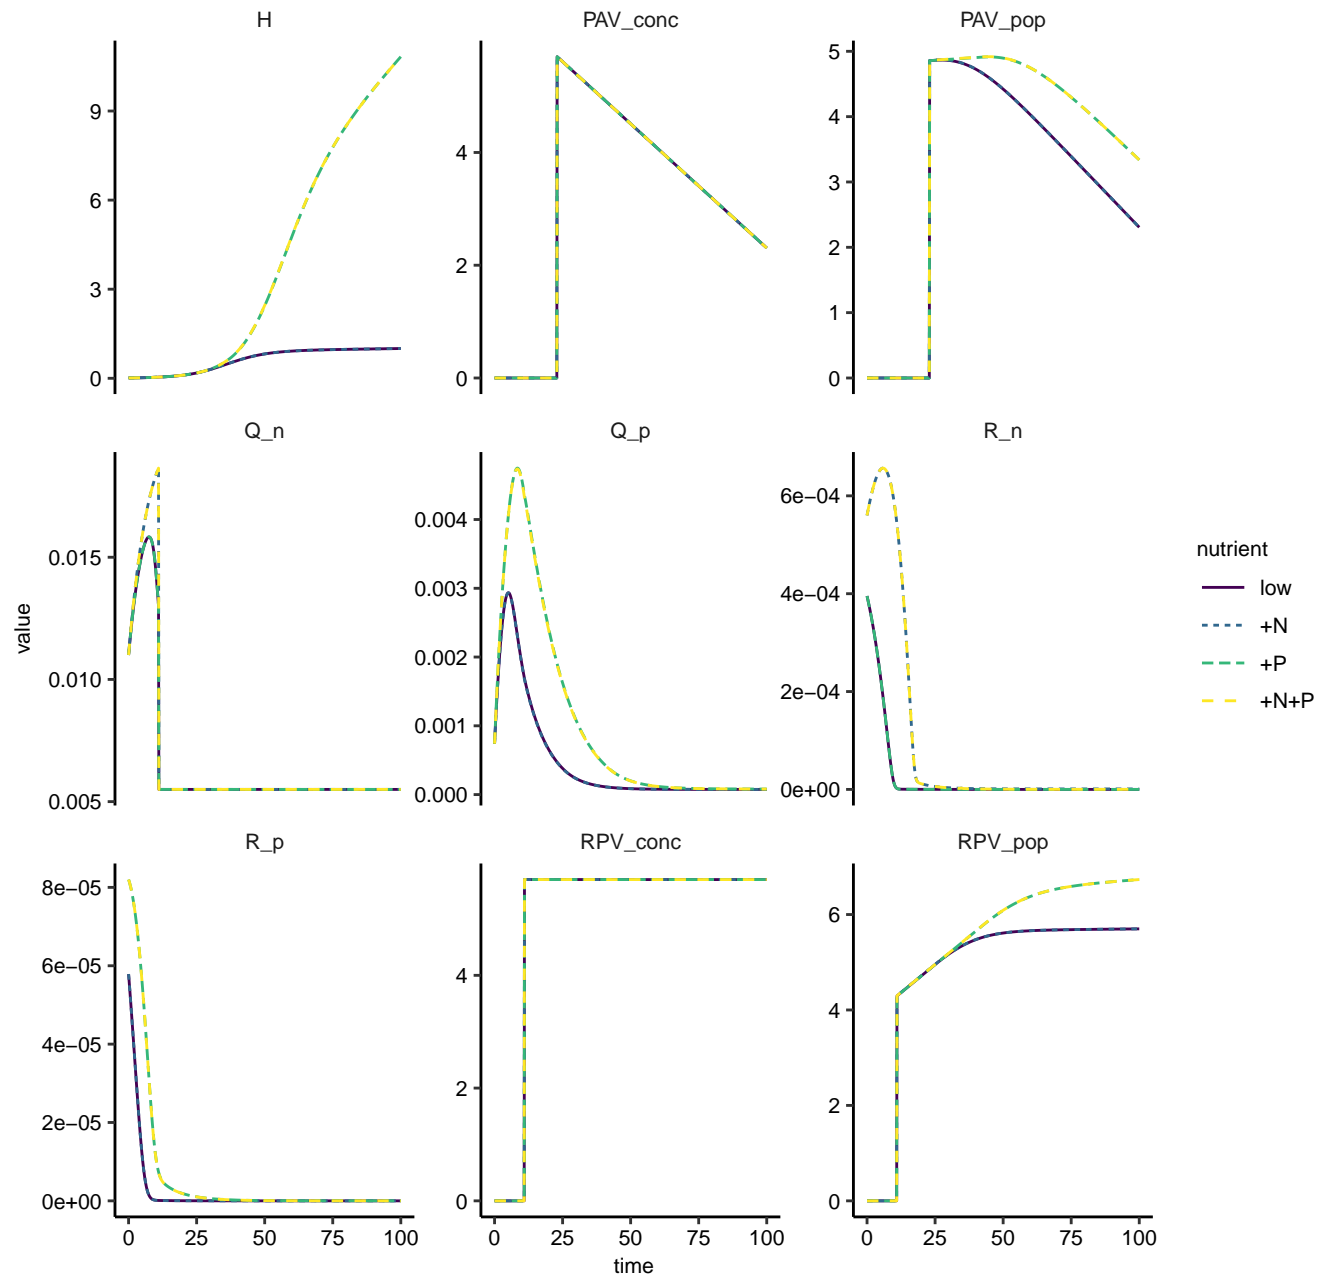 H
PAV_conc
PAV_pop
9
6
3
0
4
2
0
5
4
3
2
1
0
Q_n
Q_p
R_n
0.015
0.010
0.005
0.004
0.003
0.002
0.001
0.000
6e−04
4e−04
2e−04
0e+00
R_p
RPV_conc
RPV_pop
8e−05
6e−05
4e−05
2e−05
0e+00
4
2
0
6
4
2
0
0 25 50 75 100
0 25 50 75 100
0 25 50 75 100
time
value
nutrient
low
+N
+P
+N+P